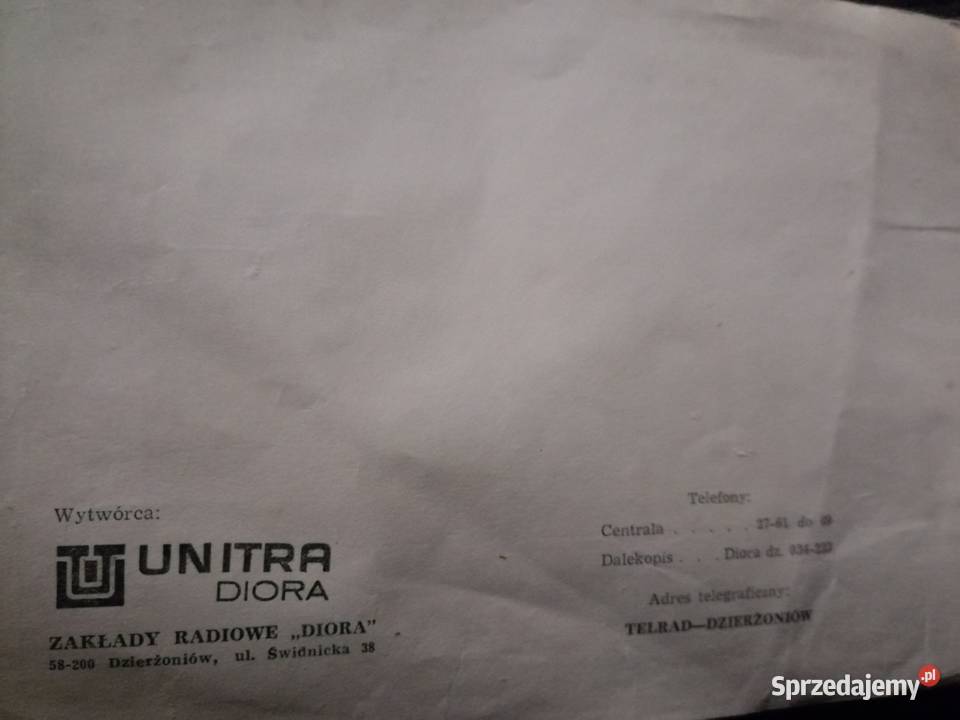 Wytwórca:
UNITRA
DIORA
ZAKŁADY RADIOWE „DIORA”
58-200 Dzierżoniów, ul. Świdnicka 38
Telefony:
Centrala . . . . . 27-61 do 69
Dalekopis . . . Diora dz. 034-233
Adres telegraficzny:
TELRAD—DZIERŻONIÓW
Sprzedajemy.pl